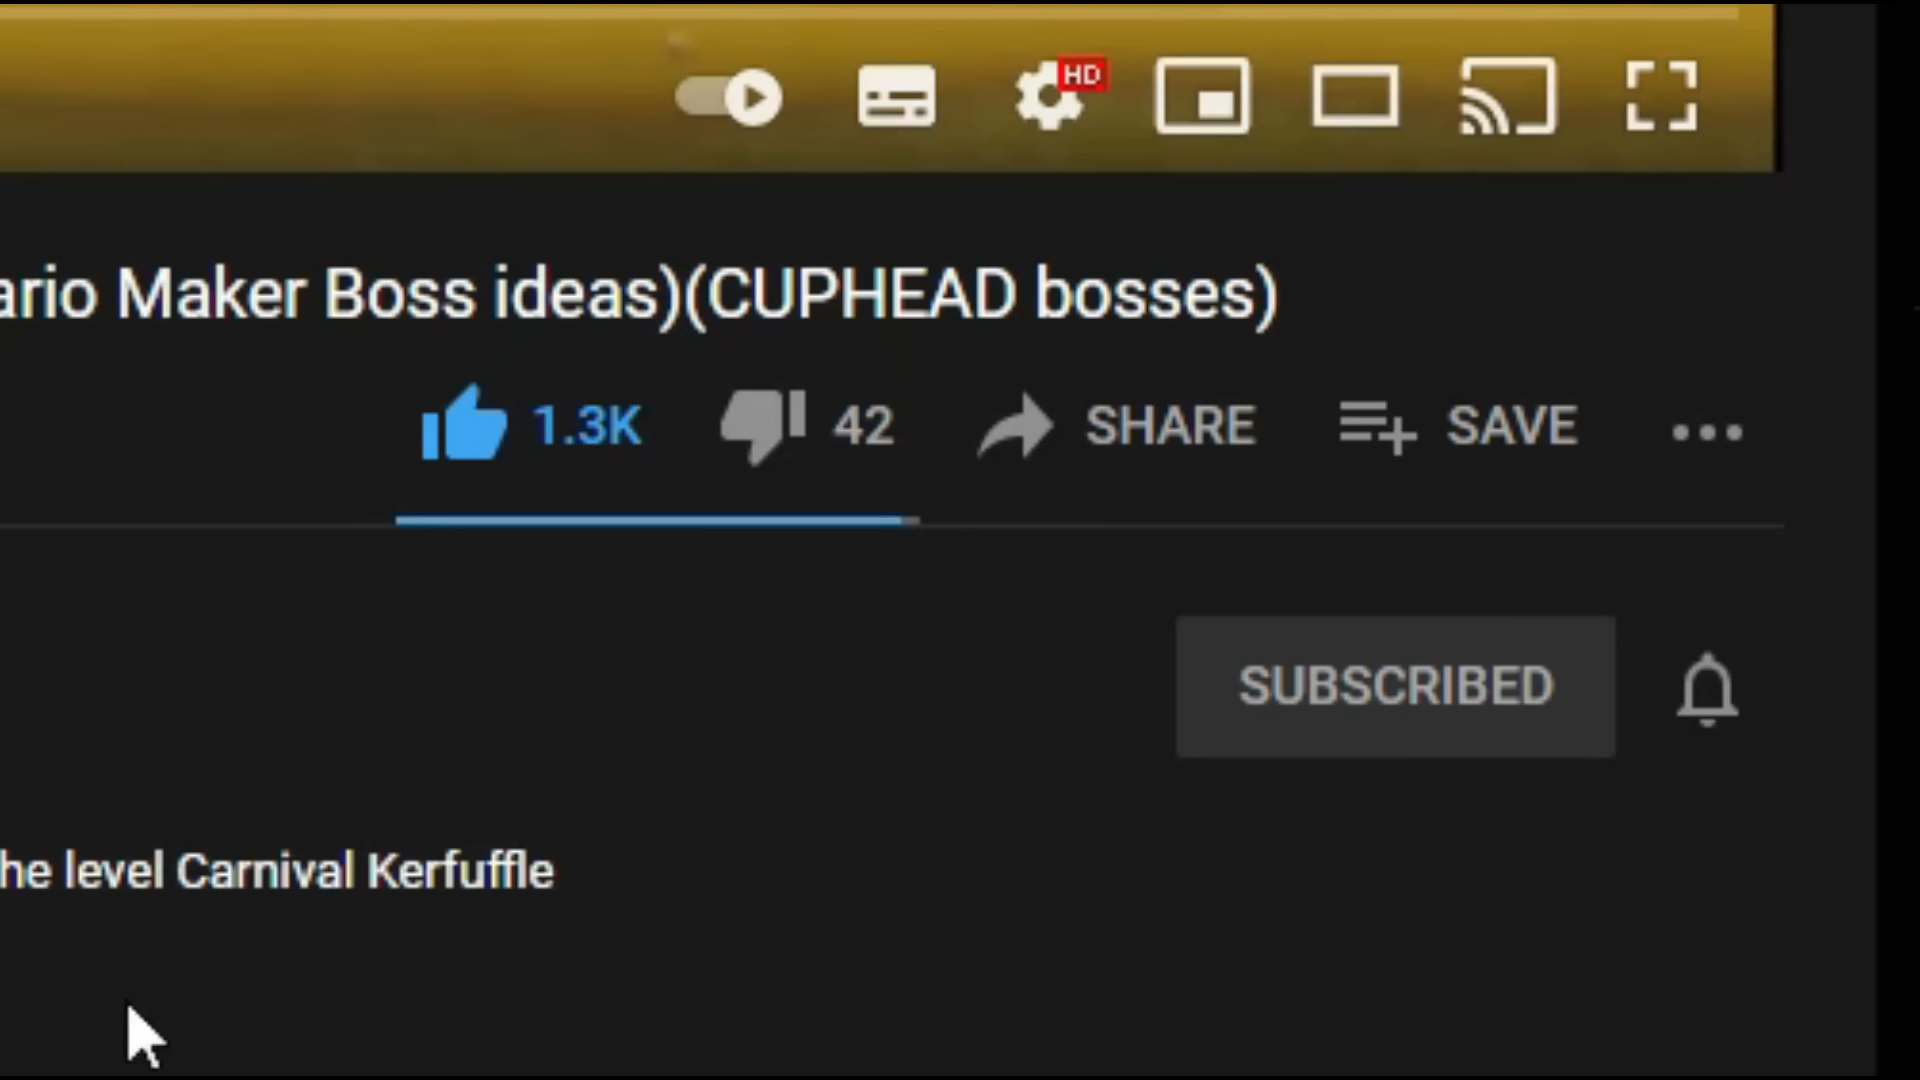 HD
ario Maker Boss ideas)(CUPHEAD bosses)
1.3K 42 SHARE SAVE
SUBSCRIBED
he level Carnival Kerfuffle